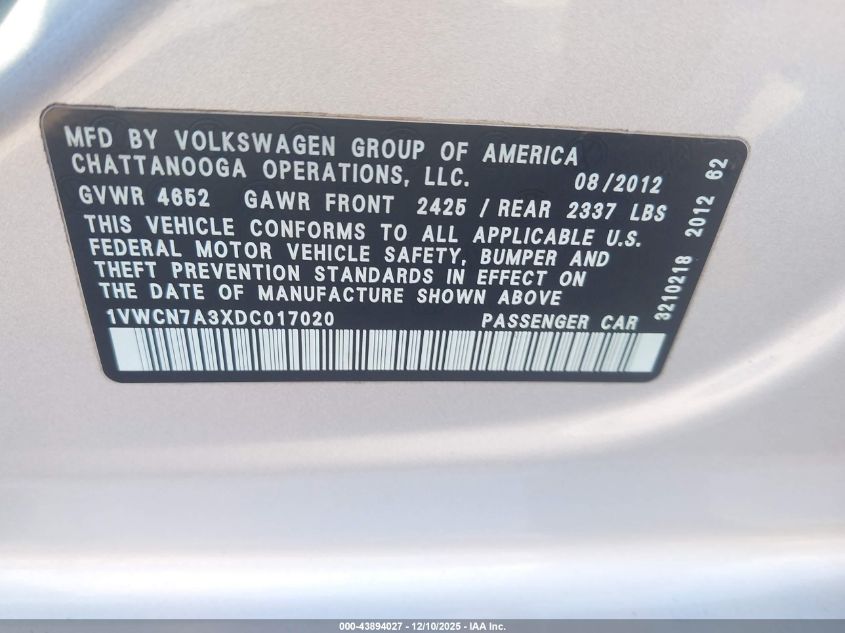 MFD BY VOLKSWAGEN GROUP OF AMERICA
CHATTANOOGA OPERATIONS, LLC. 08/2012
GVWR 4652 GAWR FRONT 2425 / REAR 2337 LBS
THIS VEHICLE CONFORMS TO ALL APPLICABLE U.S.
FEDERAL MOTOR VEHICLE SAFETY, BUMPER AND
THEFT PREVENTION STANDARDS IN EFFECT ON
THE DATE OF MANUFACTURE SHOWN ABOVE
1VWCN7A3XDC017020 PASSENGER CAR
3210218 2012 62
000-43894027 - 12/10/2025 - IAA Inc.